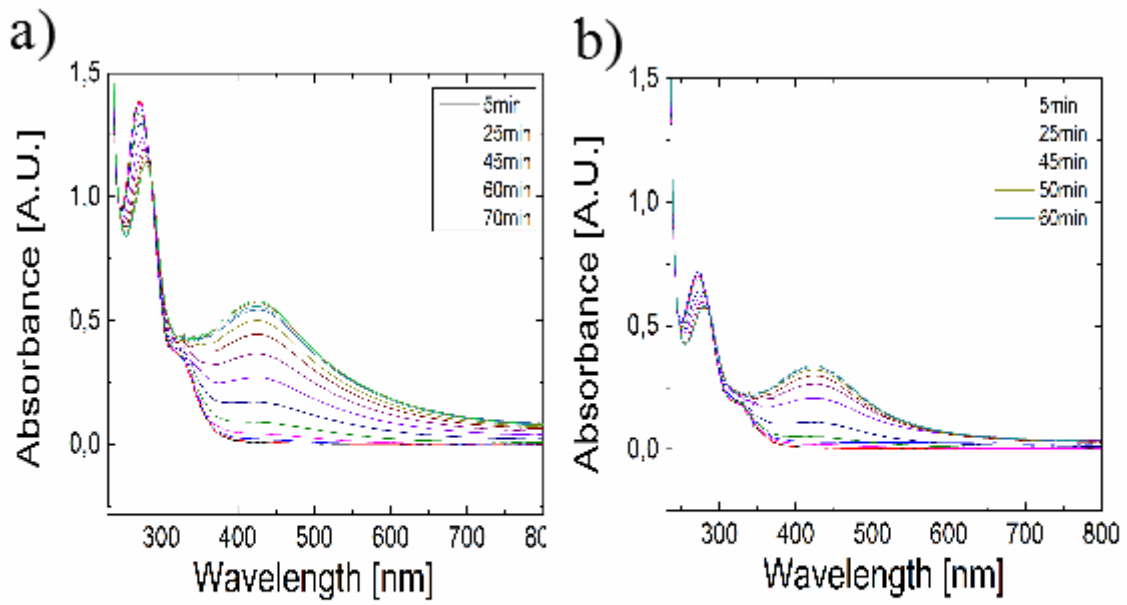 a)
Absorbance [A.U.]
1,5
1,0
0,5
0,0
5min
25min
45min
60min
70min
300 400 500 600 700 80
Wavelength [nm]
b)
Absorbance [A.U.]
1,5
1,0
0,5
0,0
5min
25min
45min
50min
60min
300 400 500 600 700 800
Wavelength [nm]